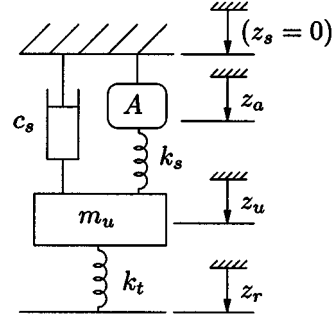 (z_s = 0)
A
z_a
c_s
k_s
m_u
z_u
k_t
z_r